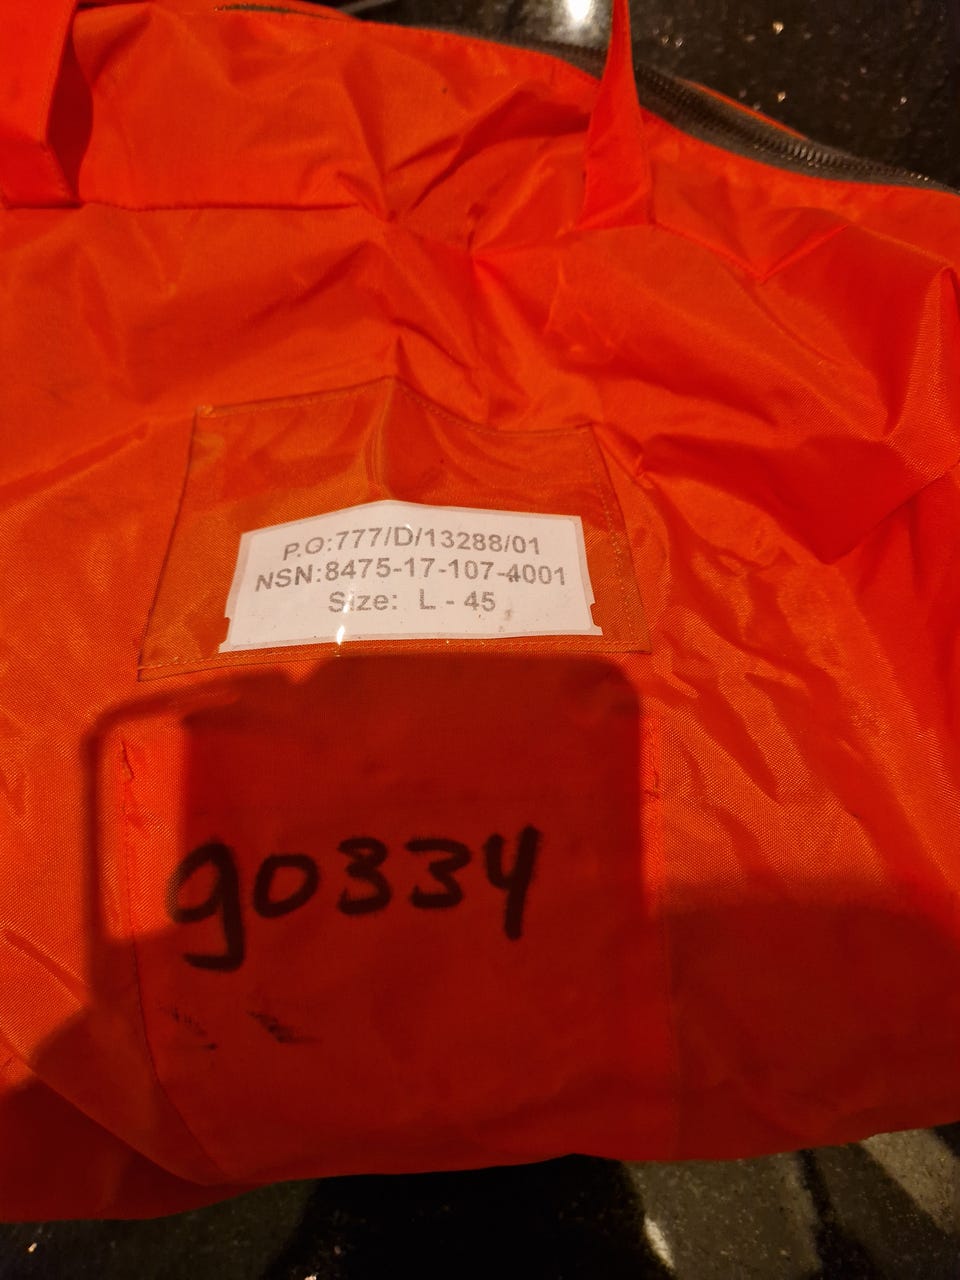 P.O:777/D/13288/01
NSN:8475-17-107-4001
Size: L - 45
90334